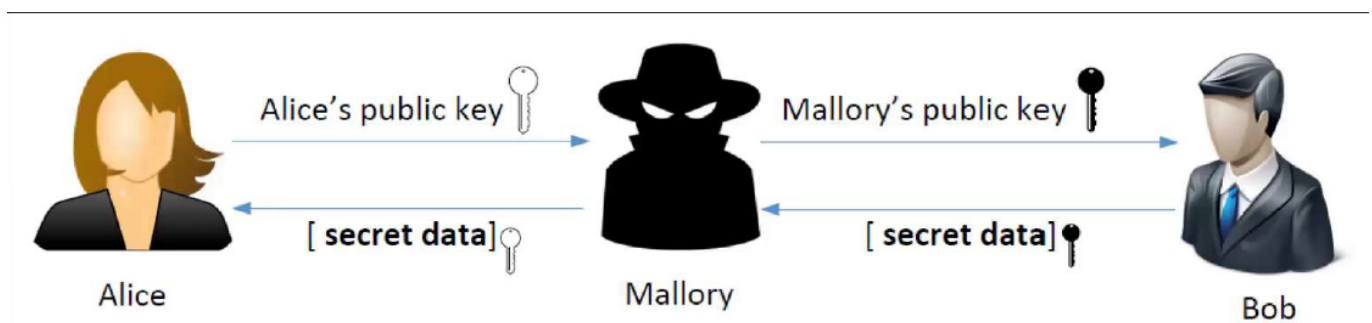 Alice's public key
Mallory's public key
[ secret data]
[ secret data]
Alice
Mallory
Bob